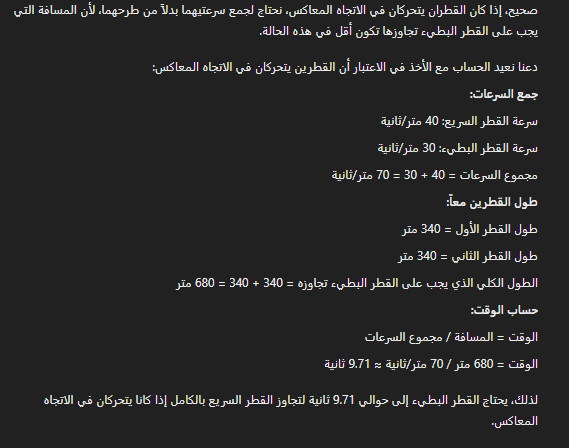 صحيح، إذا كان القطران يتحركان في الاتجاه المعاكس، نحتاج لجمع سرعتيهما بدلاً من طرحهما، لأن المسافة التي
يجب على القطر البطيء تجاوزها تكون أقل في هذه الحالة.
دعنا نعيد الحساب مع الأخذ في الاعتبار أن القطرين يتحركان في الاتجاه المعاكس:
جمع السرعات:
سرعة القطر السريع: 40 متر/ثانية
سرعة القطر البطيء: 30 متر/ثانية
مجموع السرعات = 40 + 30 = 70 متر/ثانية
طول القطرين معاً:
طول القطر الأول = 340 متر
طول القطر الثاني = 340 متر
الطول الكلي الذي يجب على القطر البطيء تجاوزه = 340 + 340 = 680 متر
حساب الوقت:
الوقت = المسافة / مجموع السرعات
الوقت = 680 متر / 70 متر/ثانية ≈ 9.71 ثانية
لذلك، يحتاج القطر البطيء إلى حوالي 9.71 ثانية لتجاوز القطر السريع بالكامل إذا كانا يتحركان في الاتجاه
المعاكس.